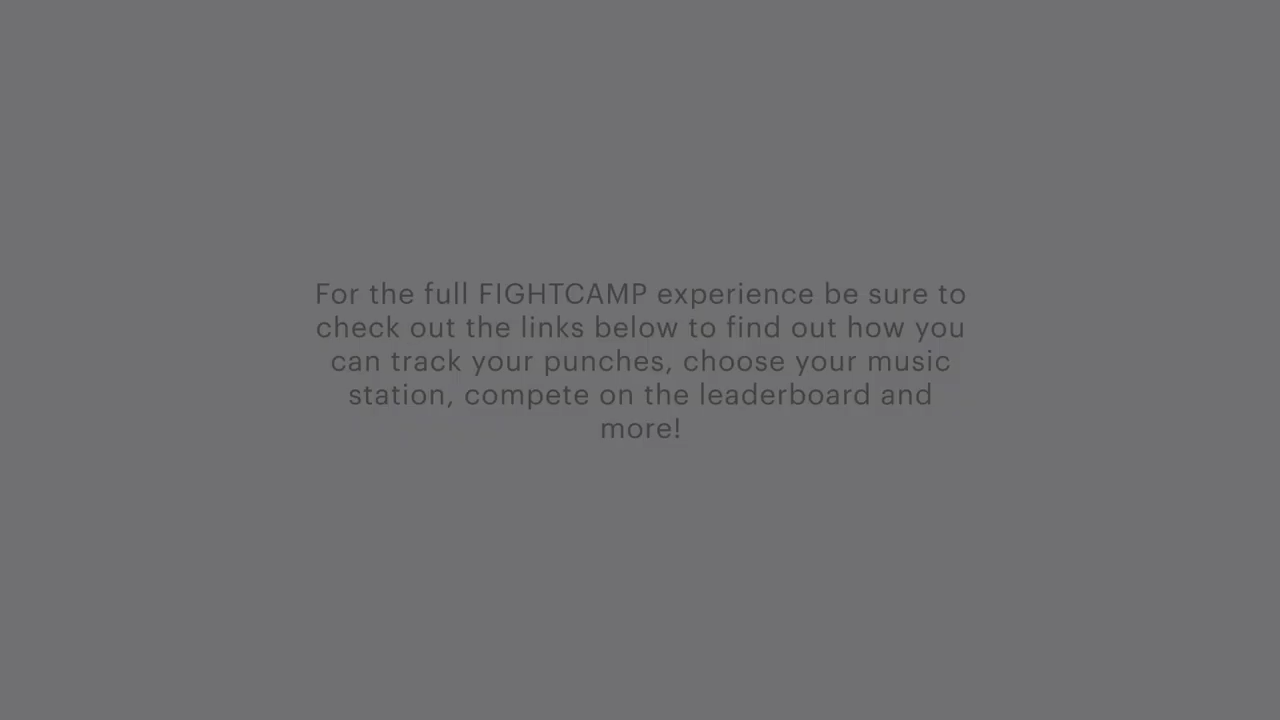 For the full FIGHTCAMP experience be sure to
check out the links below to find out how you
can track your punches, choose your music
station, compete on the leaderboard and
more!